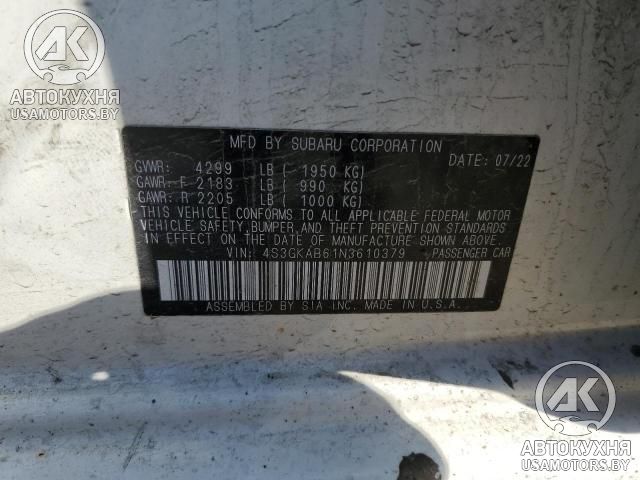 AK
АВТОКУХНЯ
USAMOTORS.BY
MFD BY SUBARU CORPORATION
GVWR: 4299 LB ( 1950 KG) DATE: 07/22
GAWR: F 2183 LB ( 990 KG)
GAWR: R 2205 LB ( 1000 KG)
THIS VEHICLE CONFORMS TO ALL APPLICABLE FEDERAL MOTOR
VEHICLE SAFETY,BUMPER,AND THEFT PREVENTION STANDARDS
IN EFFECT ON THE DATE OF MANUFACTURE SHOWN ABOVE.
VIN: 4S3GKAB61N3610379 PASSENGER CAR
ASSEMBLED BY SIA INC. MADE IN U.S.A.
AK
АВТОКУХНЯ
USAMOTORS.BY